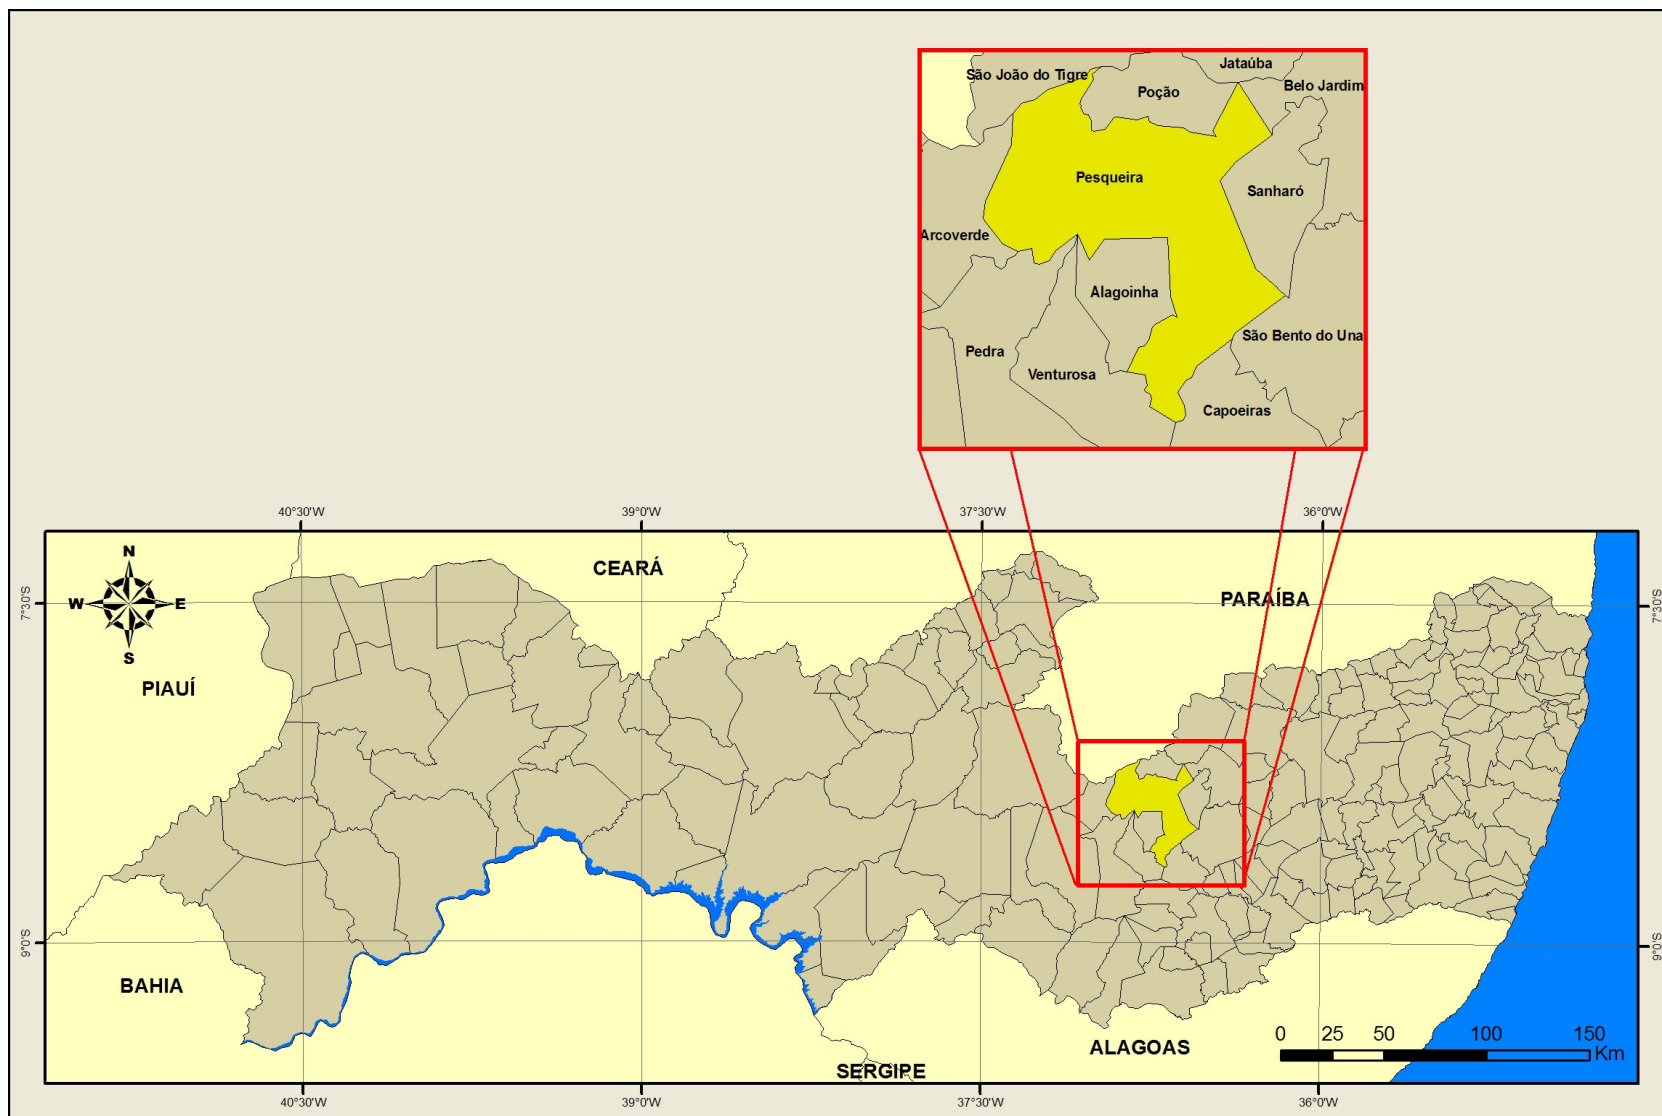 Jataúba
São João do Tigre
Belo Jardim
Poção
Pesqueira
Sanharó
Arcoverde
Alagoinha
São Bento do Una
Pedra
Venturosa
Capoeiras
40°30'W
39°0'W
37°30'W
36°0'W
N
W
E
S
CEARÁ
PARAÍBA
7°30'S
7°30'S
PIAUÍ
9°0'S
9°0'S
BAHIA
ALAGOAS
SERGIPE
0 25 50 100 150
Km
40°30'W
39°0'W
37°30'W
36°0'W